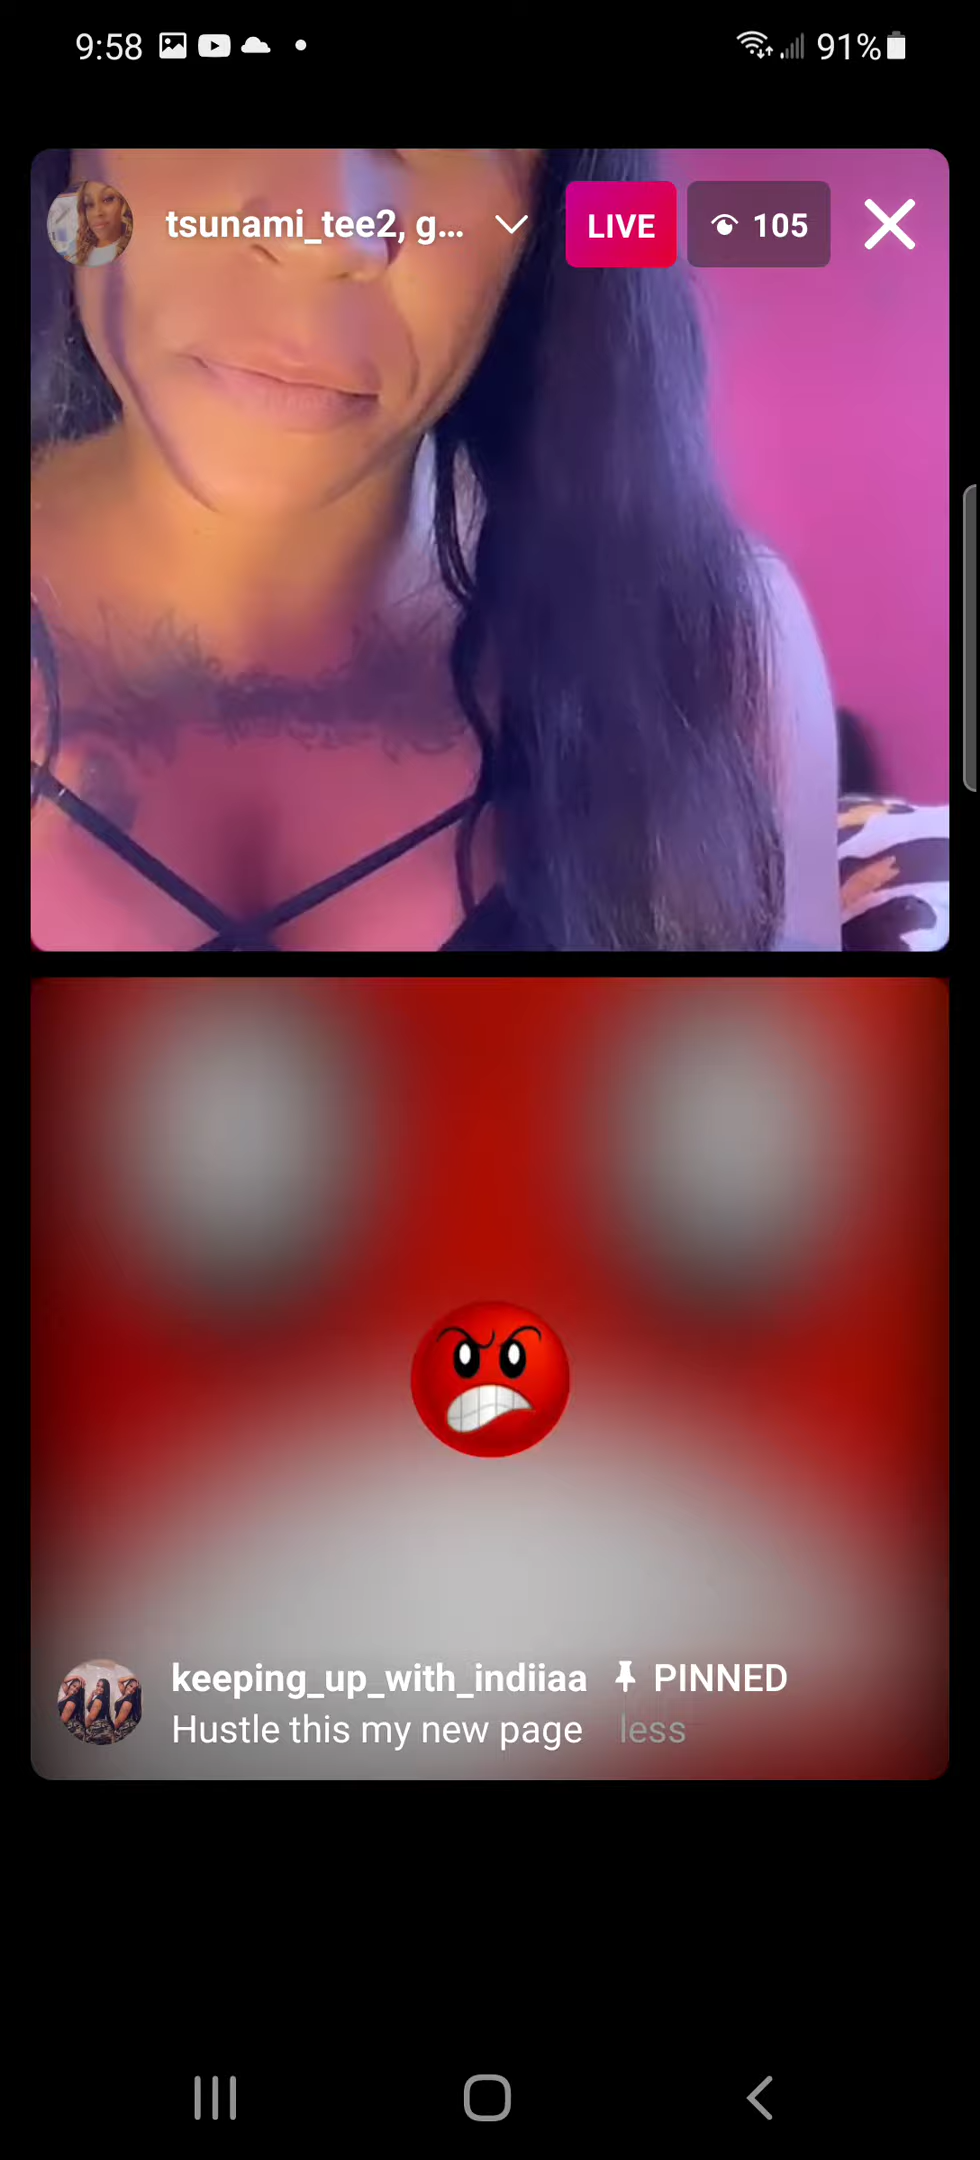 9:58
91%
tsunami_tee2, g...
LIVE
105
keeping_up_with_indiiaa PINNED
Hustle this my new page less